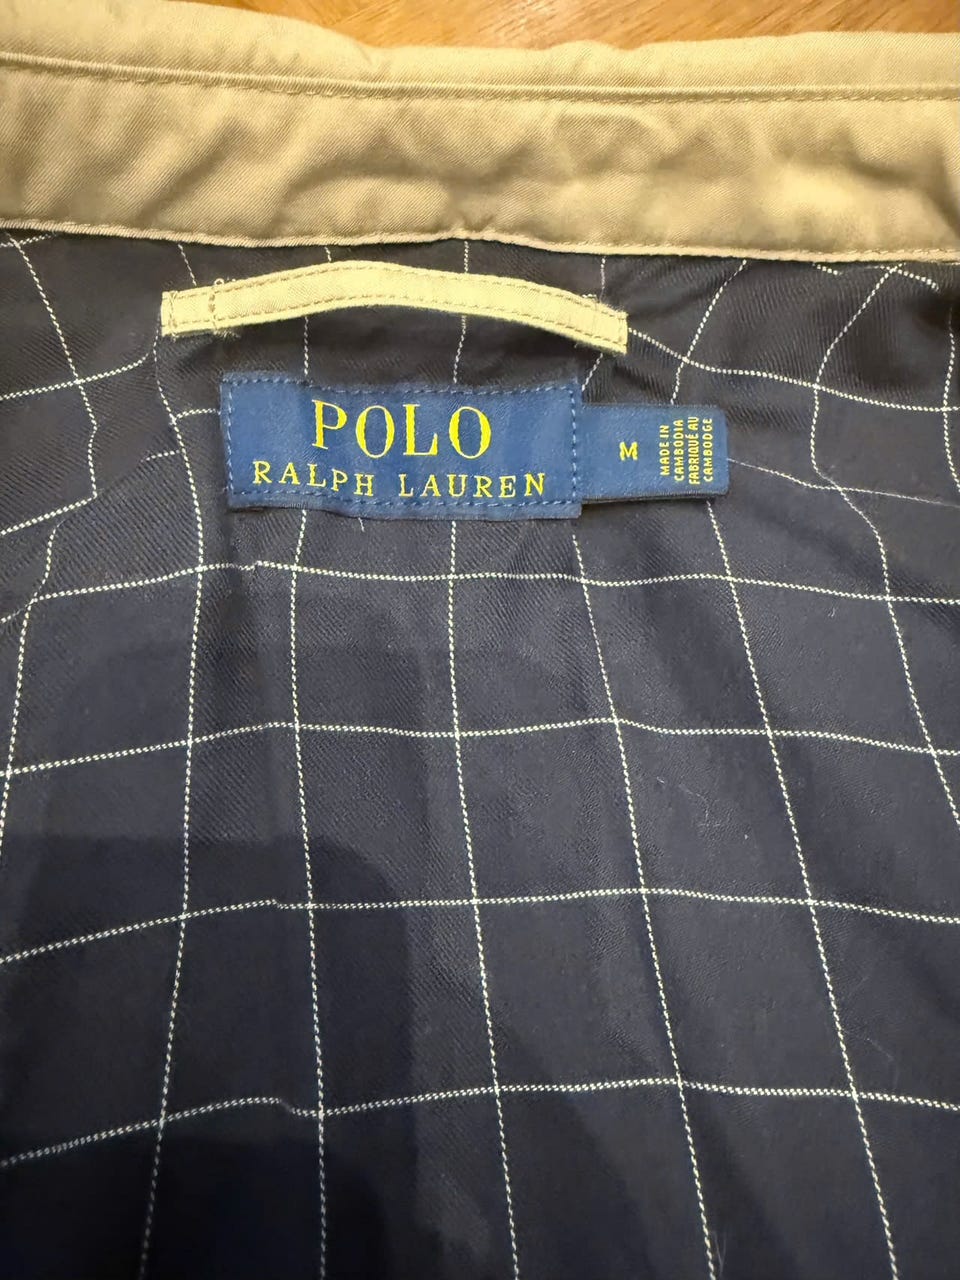 POLO
RALPH LAUREN
M
MADE IN
CAMBODIA
FABRIQUÉ AU
CAMBODGE